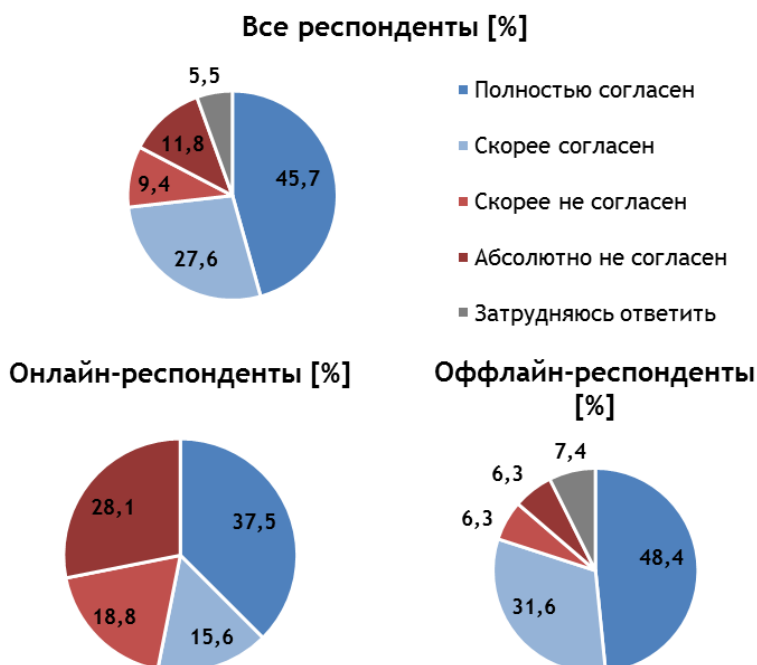 Все респонденты [%]
5,5
11,8
45,7
9,4
27,6
Полностью согласен
Скорее согласен
Скорее не согласен
Абсолютно не согласен
Затрудняюсь ответить
Онлайн-респонденты [%]
28,1
37,5
18,8
15,6
Оффлайн-респонденты
[%]
7,4
6,3
6,3
48,4
31,6